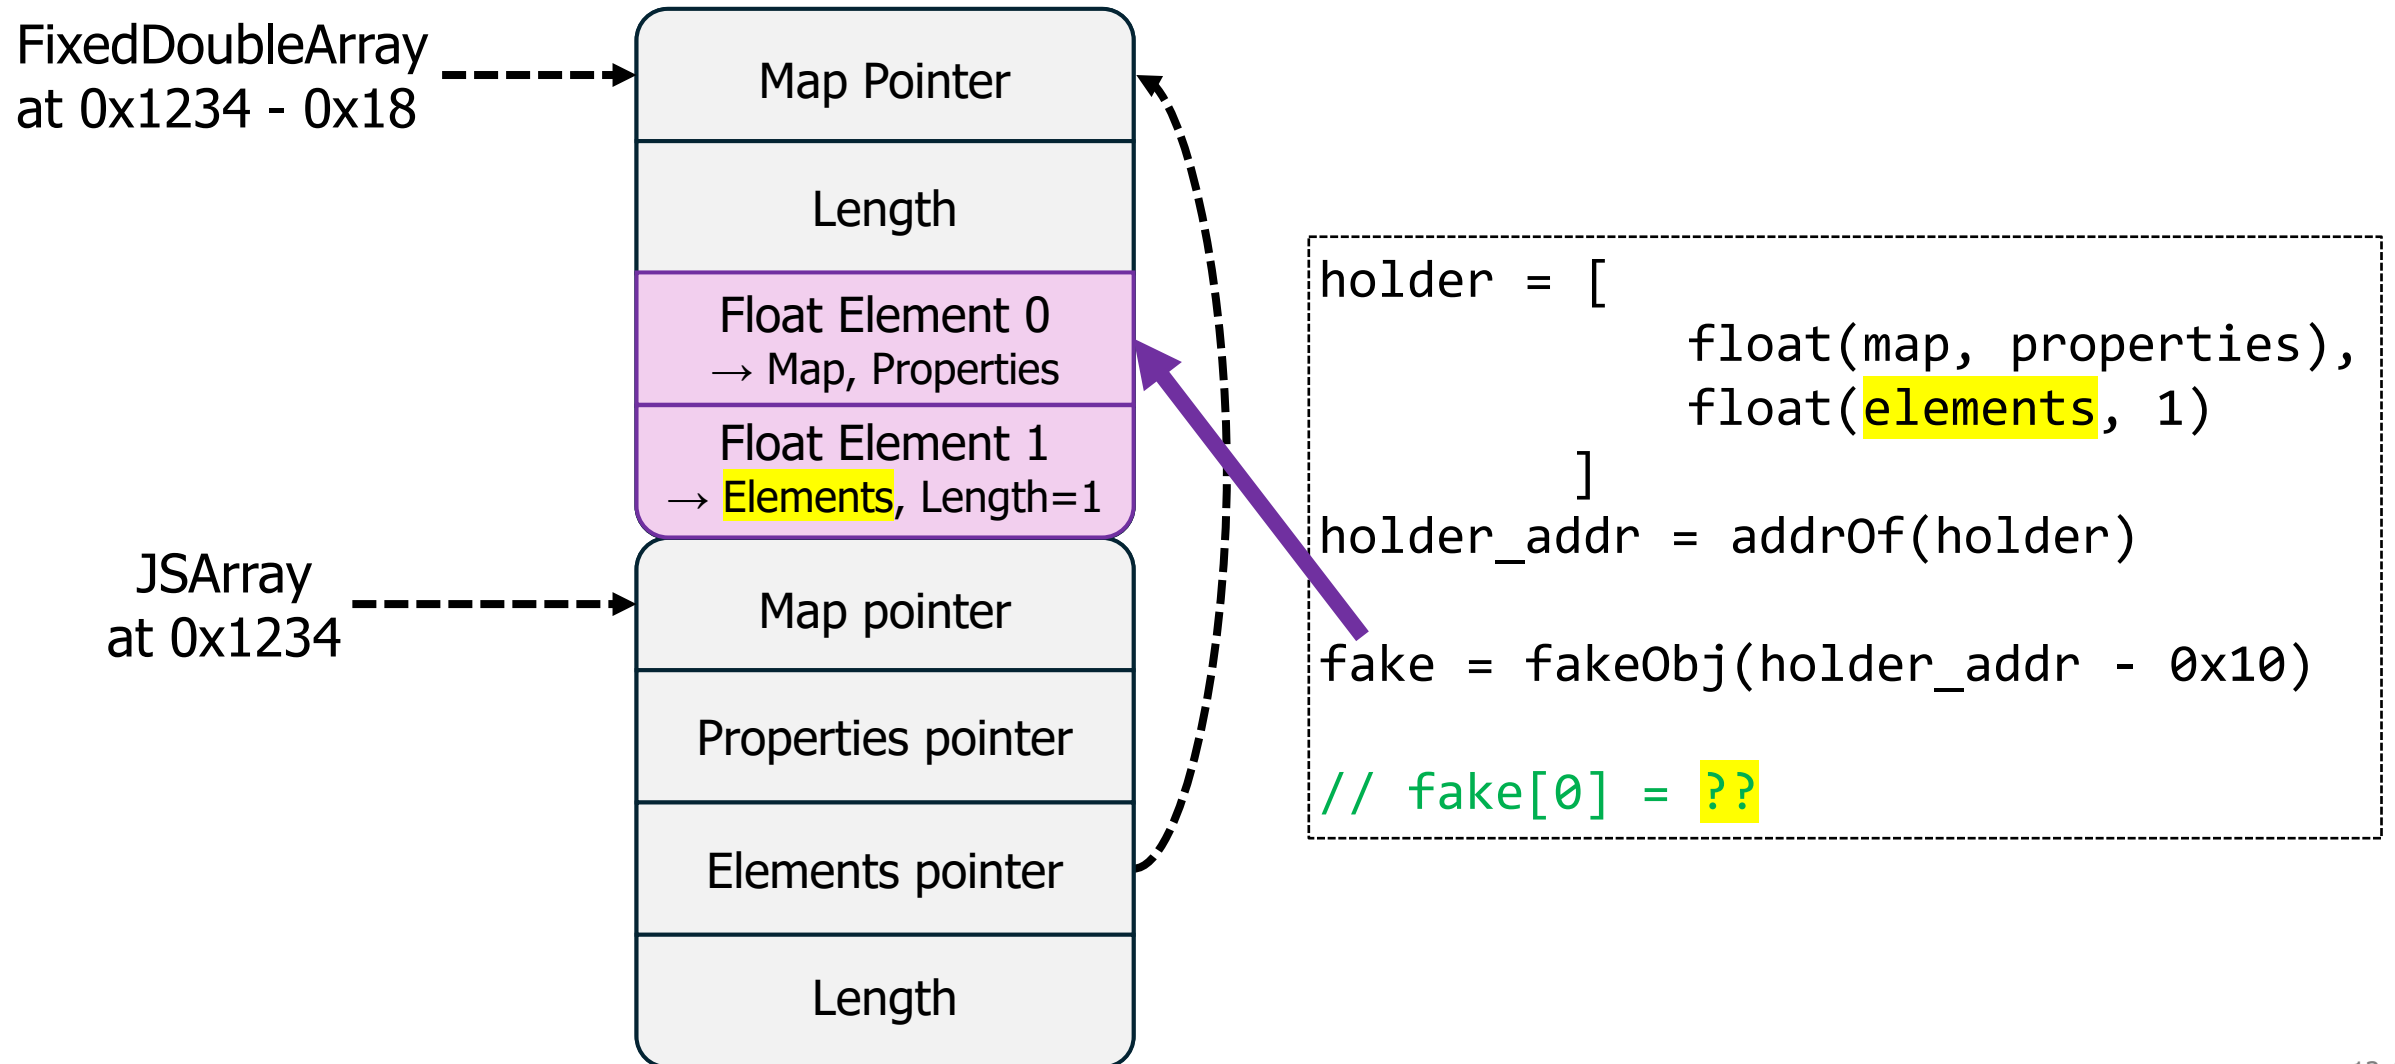 FixedDoubleArray
at 0x1234 - 0x18
Map Pointer
Length
Float Element 0
→ Map, Properties
Float Element 1
→ Elements, Length=1
JSArray
at 0x1234
Map pointer
Properties pointer
Elements pointer
Length
holder = [
float(map, properties),
float(elements, 1)
]
holder_addr = addrOf(holder)
fake = fakeObj(holder_addr - 0x10)
// fake[0] = ??